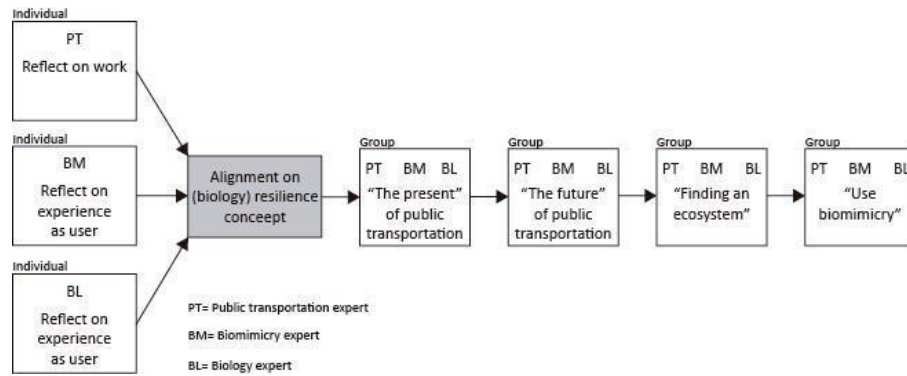 Individual
PT
Reflect on work
Individual
BM
Reflect on
experience
as user
Individual
BL
Reflect on
experience
as user
Alignment on
(biology) resilience
conceept
Group
PT BM BL
“The present”
of public
transportation
Group
PT BM BL
“The future”
of public
transportation
Group
PT BM BL
“Finding an
ecosystem”
Group
PT BM BL
“Use
biomimicry”
PT= Public transportation expert
BM= Biomimicry expert
BL= Biology expert